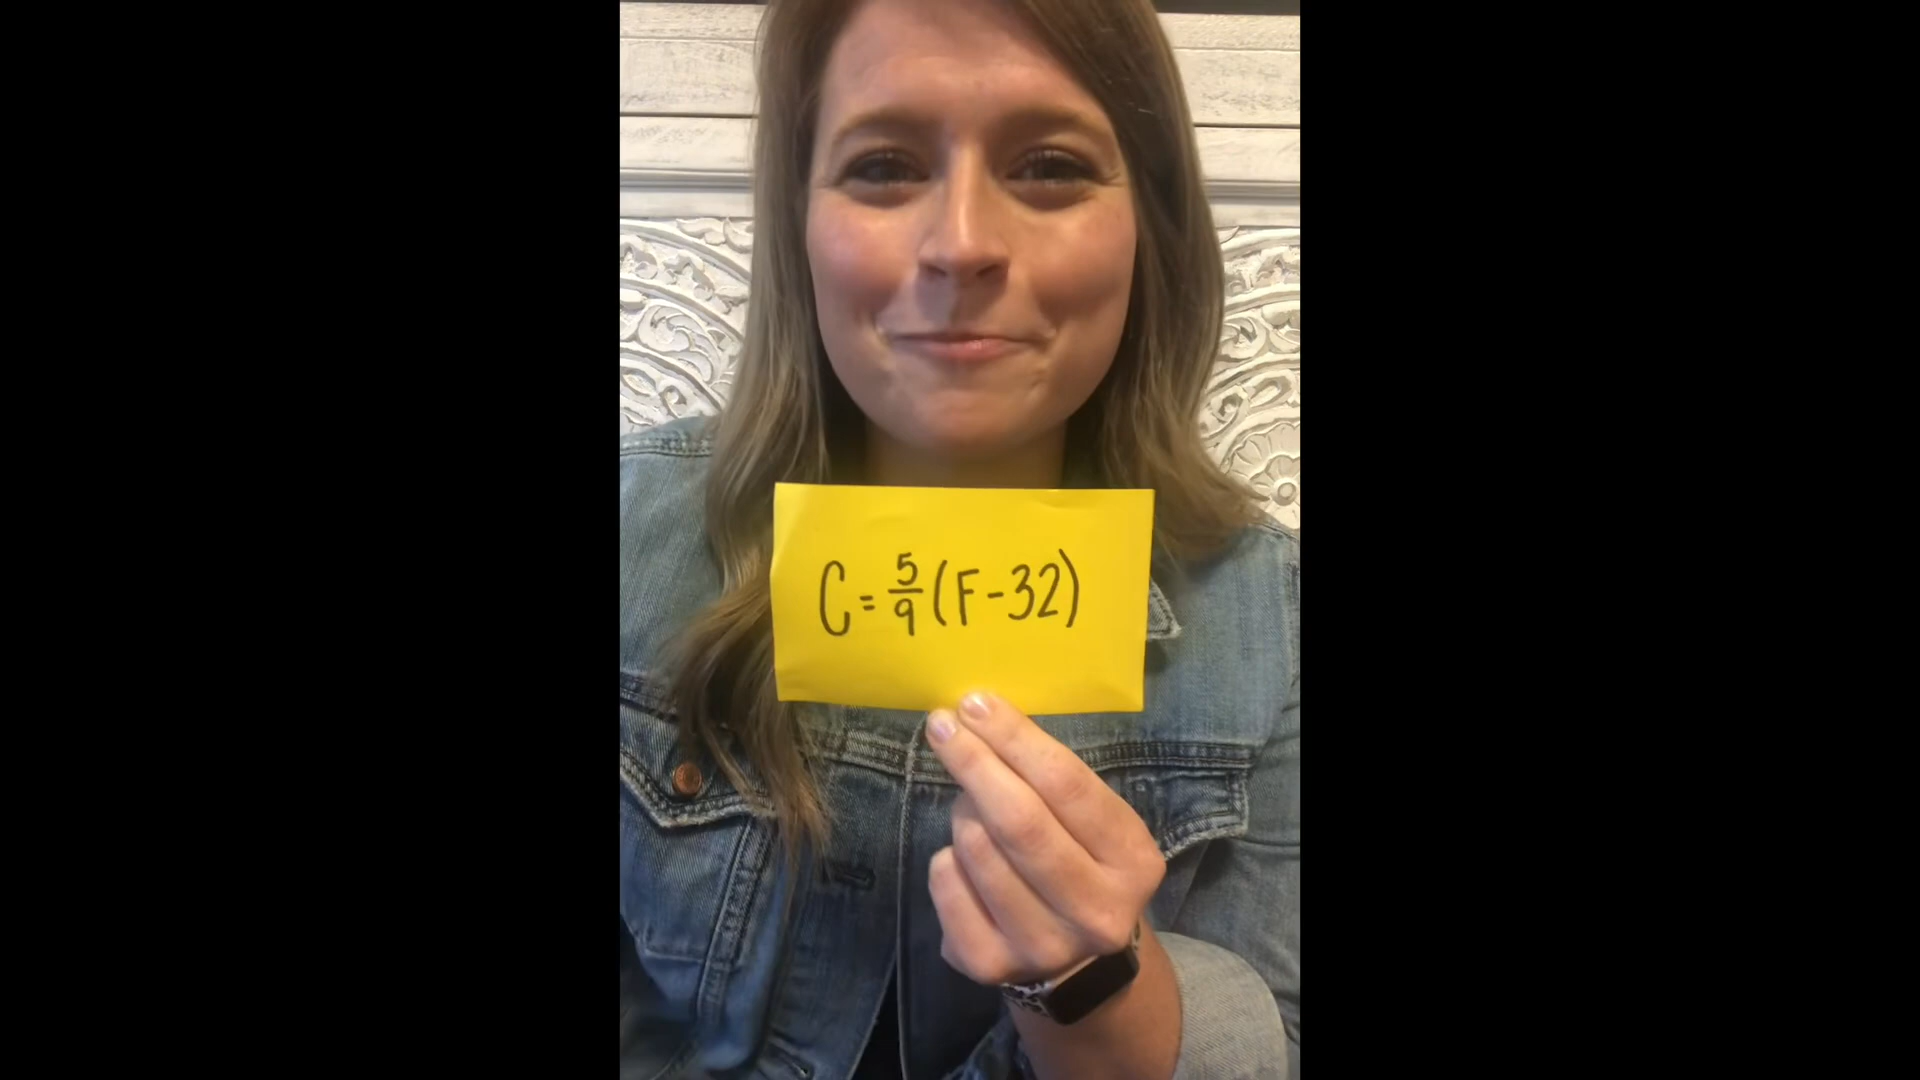 C = 5/9 (F - 32)